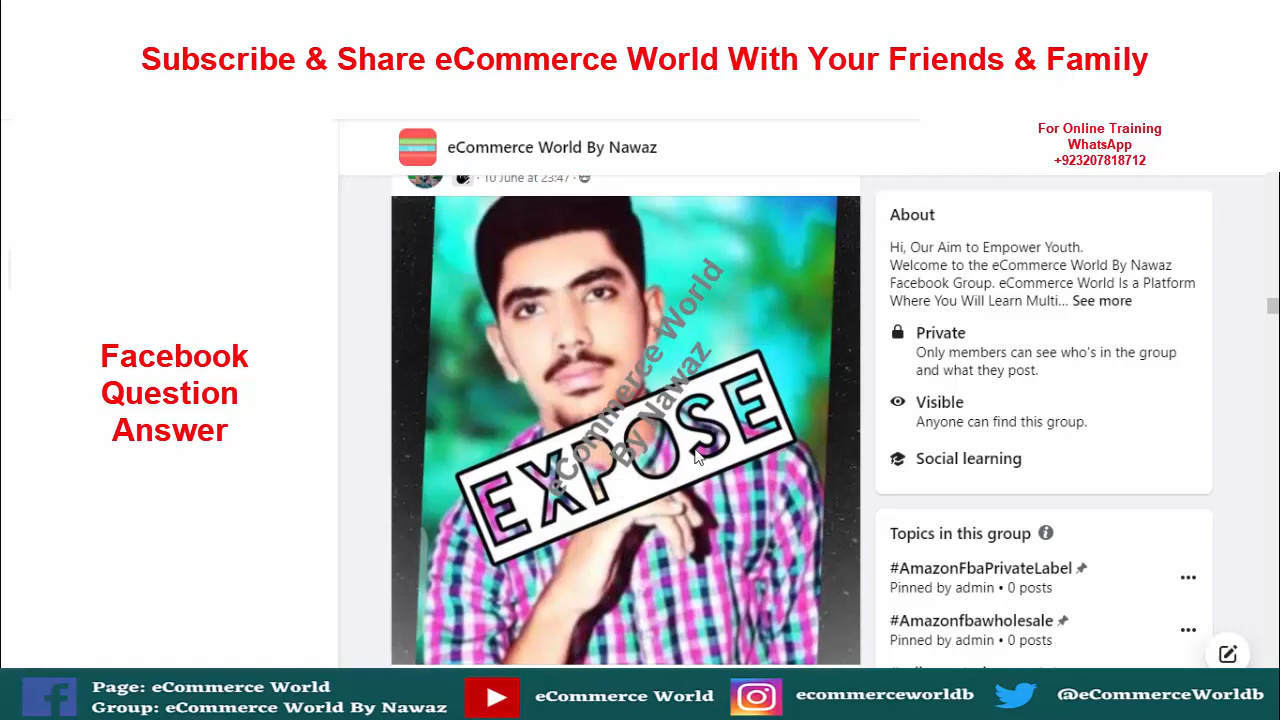 Subscribe & Share eCommerce World With Your Friends & Family
eCommerce World By Nawaz
For Online Training
WhatsApp
+923207818712
10 June at 23:47
Facebook
Question
Answer
EXPOSE
eCommerce World
By Nawaz
About
Hi, Our Aim to Empower Youth.
Welcome to the eCommerce World By Nawaz
Facebook Group. eCommerce World Is a Platform
Where You Will Learn Multi... See more
Private
Only members can see who's in the group
and what they post.
Visible
Anyone can find this group.
Social learning
Topics in this group
#AmazonFbaPrivateLabel
Pinned by admin • 0 posts
#Amazonfbawholesale
Pinned by admin • 0 posts
Page: eCommerce World
Group: eCommerce World By Nawaz
eCommerce World
ecommerceworldb
@eCommerceWorldb